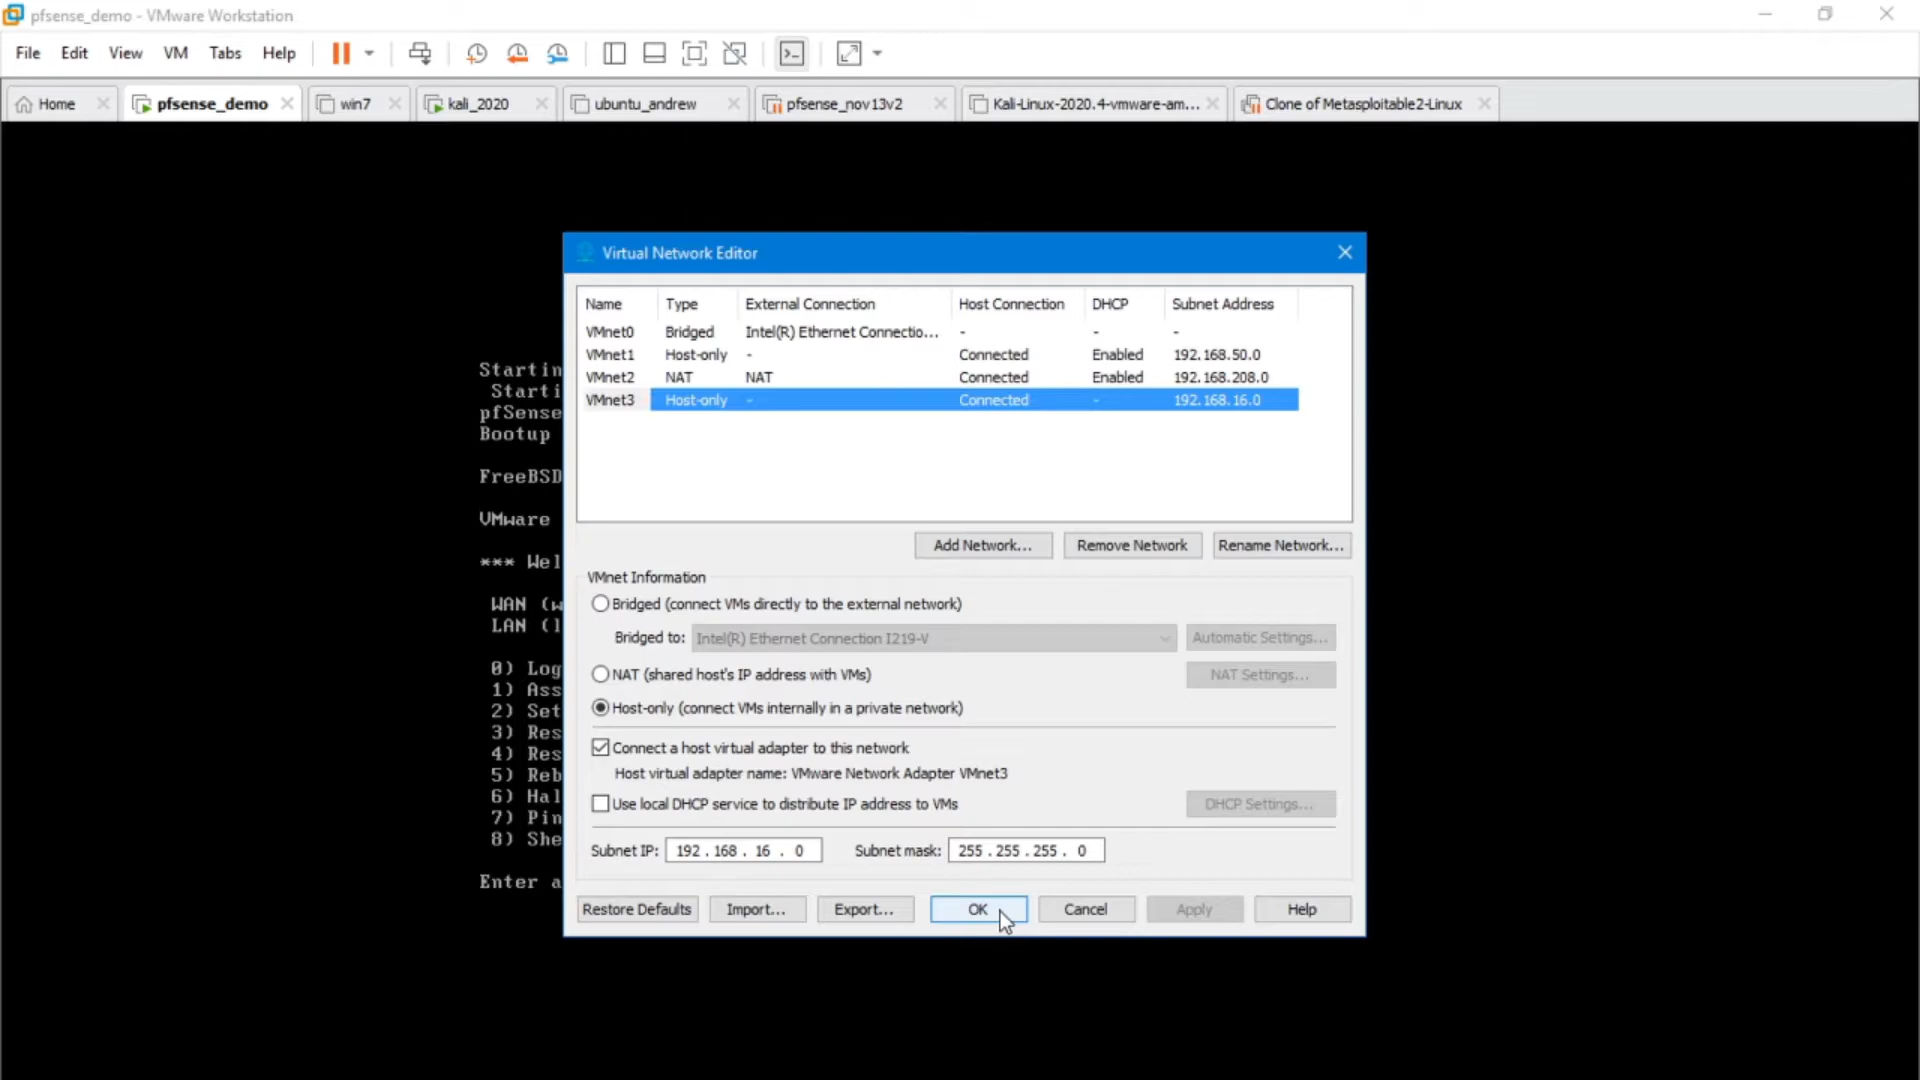 pfsense_demo - VMware Workstation
File Edit View VM Tabs Help
Home pfsense_demo win7 kali_2020 ubuntu_andrew pfsense_nov13v2 Kali-Linux-2020.4-vmware-am... Clone of Metasploitable2-Linux
Virtual Network Editor
Name Type External Connection Host Connection DHCP Subnet Address
VMnet0 Bridged Intel(R) Ethernet Connectio... - - -
VMnet1 Host-only - Connected Enabled 192.168.50.0
VMnet2 NAT NAT Connected Enabled 192.168.208.0
VMnet3 Host-only - Connected - 192.168.16.0
Add Network... Remove Network Rename Network...
VMnet Information
Bridged (connect VMs directly to the external network)
Bridged to: Intel(R) Ethernet Connection I219-V Automatic Settings...
NAT (shared host's IP address with VMs) NAT Settings...
Host-only (connect VMs internally in a private network)
Connect a host virtual adapter to this network
Host virtual adapter name: VMware Network Adapter VMnet3
Use local DHCP service to distribute IP address to VMs DHCP Settings...
Subnet IP: 192 . 168 . 16 . 0 Subnet mask: 255 . 255 . 255 . 0
Restore Defaults Import... Export... OK Cancel Apply Help
Startin
Starti
pfSense
Bootup
FreeBSD
VMware
*** Wel
WAN (w
LAN (l
0) Log
1) Ass
2) Set
3) Res
4) Res
5) Reb
6) Hal
7) Pin
8) She
Enter a